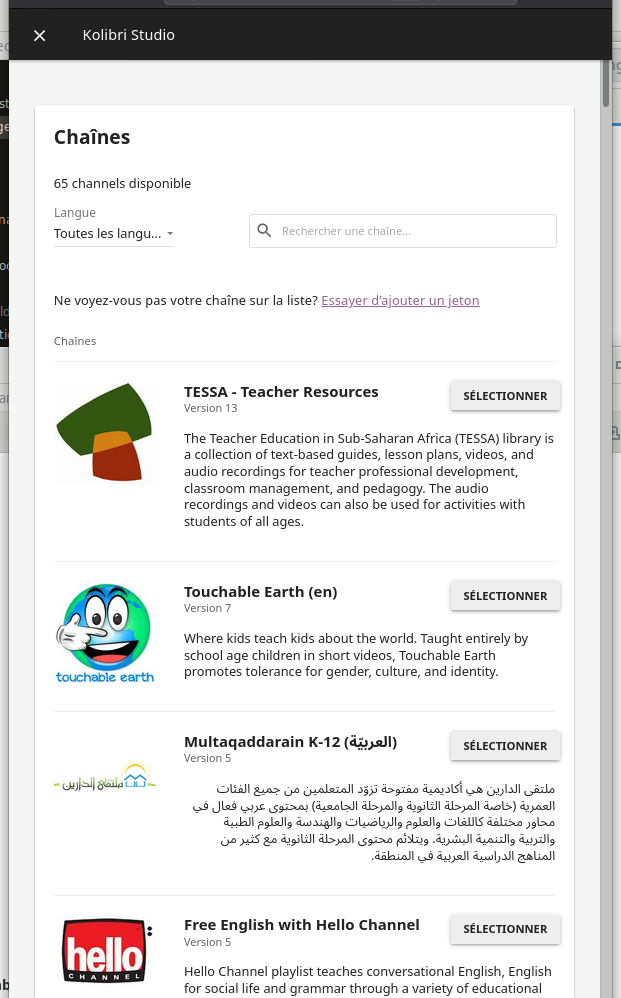 Kolibri Studio
Chaînes
65 channels disponible
Langue
Toutes les langu...
Rechercher une chaîne...
Ne voyez-vous pas votre chaîne sur la liste? Essayer d'ajouter un jeton
Chaînes
TESSA - Teacher Resources
SÉLECTIONNER
Version 13
The Teacher Education in Sub-Saharan Africa (TESSA) library is
a collection of text-based guides, lesson plans, videos, and
audio recordings for teacher professional development,
classroom management, and pedagogy. The audio
recordings and videos can also be used for activities with
students of all ages.
Touchable Earth (en)
SÉLECTIONNER
Version 7
touchable earth
Where kids teach kids about the world. Taught entirely by
school age children in short videos, Touchable Earth
promotes tolerance for gender, culture, and identity.
Multaqaddarain K-12 (العربيّة)
SÉLECTIONNER
Version 5
ملتقى الدارين هي أكاديمية مفتوحة تزوّد المتعلمين من جميع الفئات
العمرية (خاصة المرحلة الثانوية والمرحلة الجامعية) بمحتوى عربي فعال في
محاور مختلفة كاللغات والعلوم والرياضيات والهندسة والعلوم الطبية
والتربية والتنمية البشرية. ويتلائم محتوى المرحلة الثانوية مع كثير من
المناهج الدراسية العربية في المنطقة.
Free English with Hello Channel
SÉLECTIONNER
Version 5
hello
CHANNEL
Hello Channel playlist teaches conversational English, English
for social life and grammar through a variety of educational